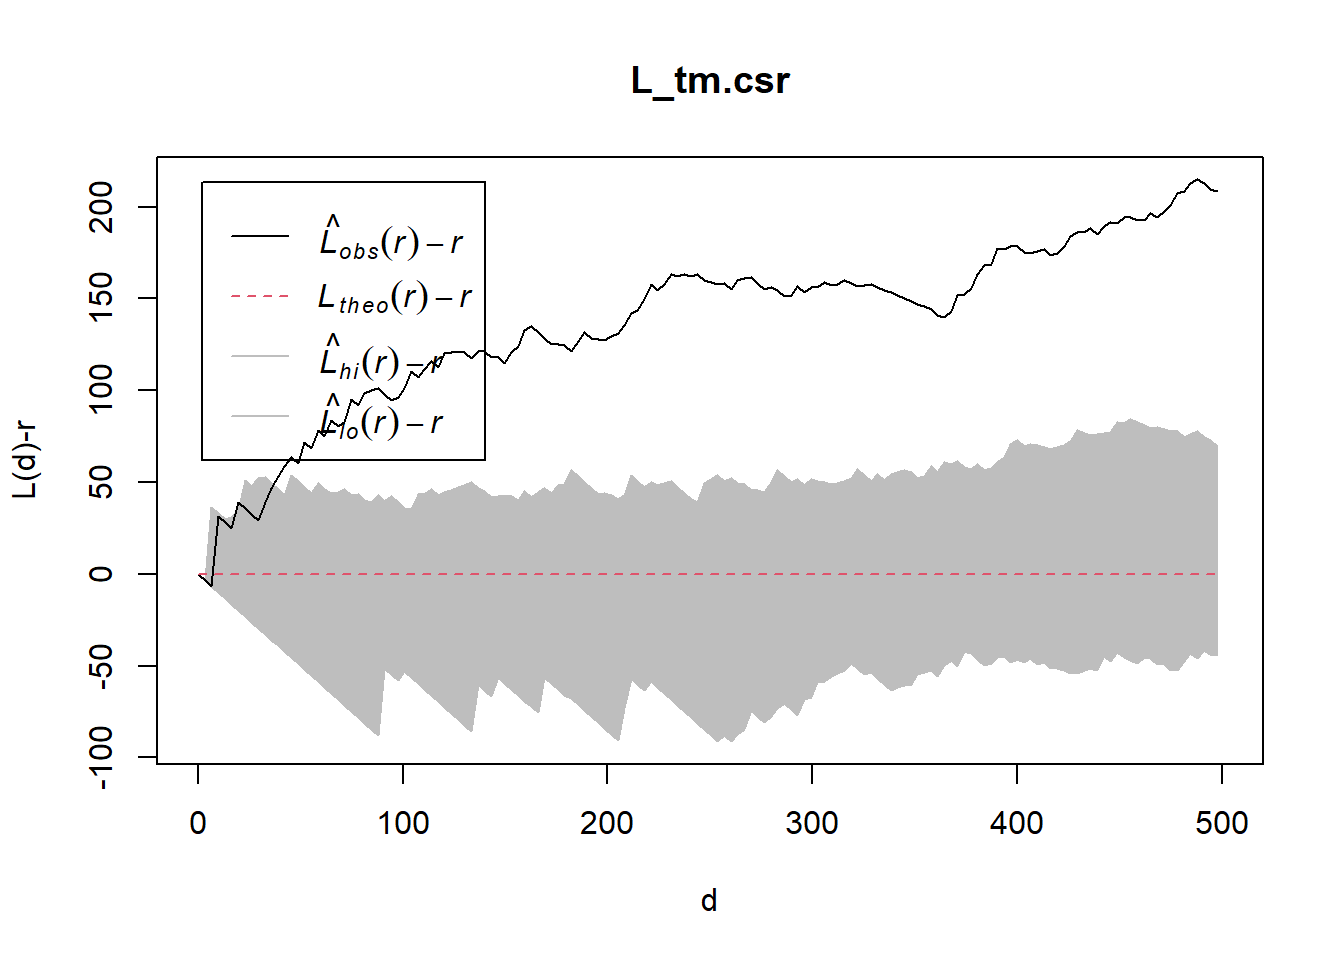 L_tm.csr
L̂obs(r) − r
Ltheo(r) − r
L̂hi(r) − r
L̂lo(r) − r
L(d)-r
200
150
100
50
0
-50
-100
0 100 200 300 400 500
d